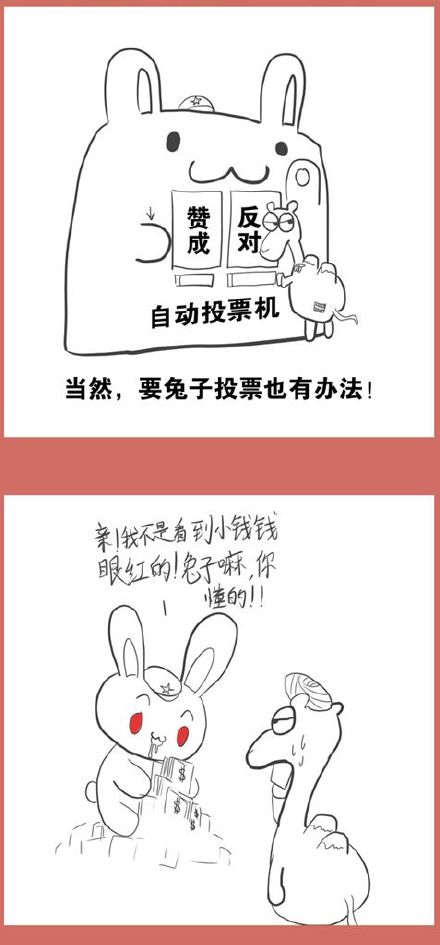 赞成
反对
自动投票机
当然，要兔子投票也有办法！
亲！我不是看到小钱钱
眼红的！兔子嘛，你
懂的！！
$
$
$